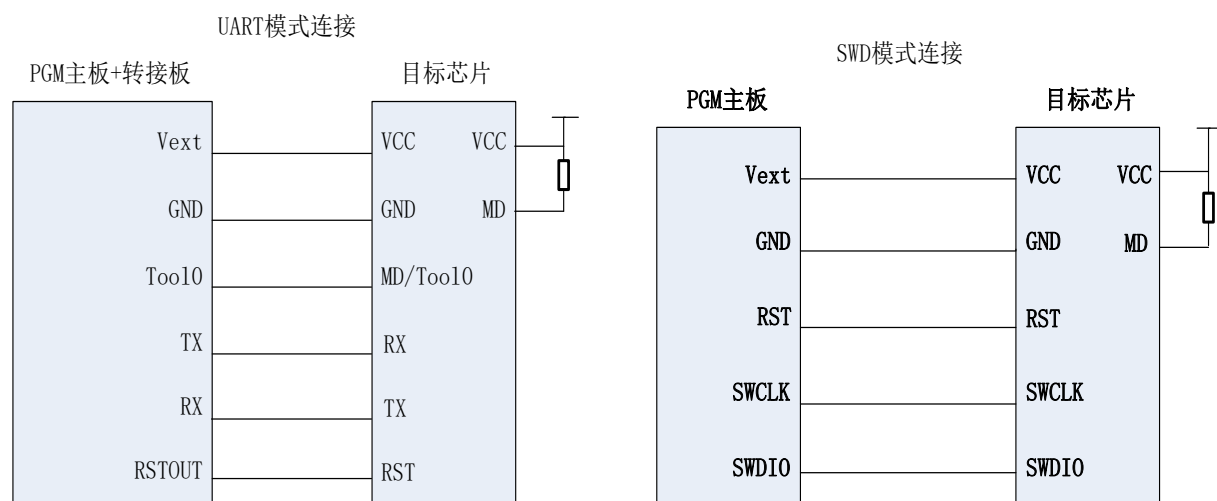 UART模式连接
PGM主板+转接板
目标芯片
Vext
VCC
VCC
GND
GND
MD
Tool0
MD/Tool0
TX
RX
RX
TX
RSTOUT
RST
SWD模式连接
PGM主板
目标芯片
Vext
VCC
VCC
GND
GND
MD
RST
RST
SWCLK
SWCLK
SWDIO
SWDIO